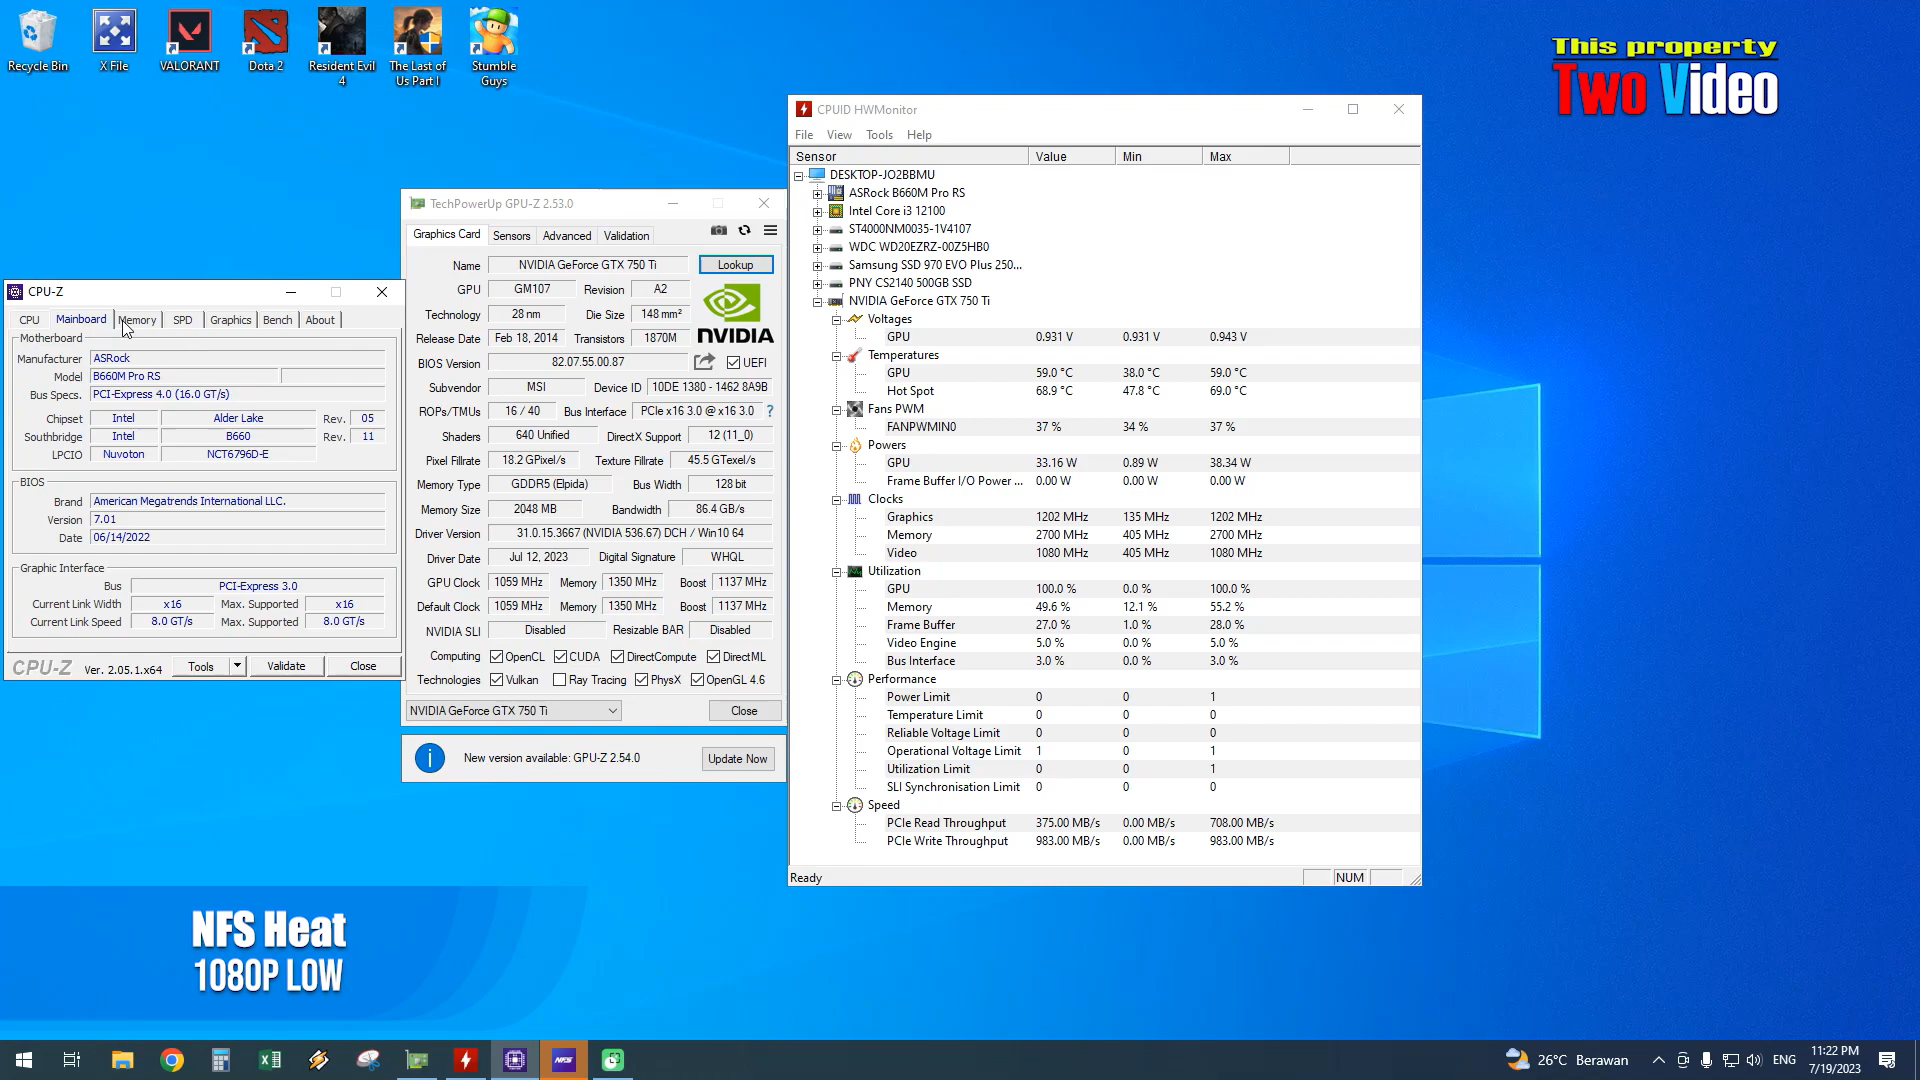 Recycle Bin
X File
VALORANT
Dota 2
Resident Evil 4
The Last of Us Part I
Stumble Guys
This property
Two Video
CPU-Z
CPU Mainboard Memory SPD Graphics Bench About
Motherboard
Manufacturer ASRock
Model B660M Pro RS
Bus Specs. PCI-Express 4.0 (16.0 GT/s)
Chipset Intel Alder Lake Rev. 05
Southbridge Intel B660 Rev. 11
LPCIO Nuvoton NCT6796D-E
BIOS
Brand American Megatrends International LLC.
Version 7.01
Date 06/14/2022
Graphic Interface
Bus PCI-Express 3.0
Current Link Width x16 Max. Supported x16
Current Link Speed 8.0 GT/s Max. Supported 8.0 GT/s
CPU-Z Ver. 2.05.1.x64 Tools Validate Close
TechPowerUp GPU-Z 2.53.0
Graphics Card Sensors Advanced Validation
Name NVIDIA GeForce GTX 750 Ti Lookup
GPU GM107 Revision A2
Technology 28 nm Die Size 148 mm²
Release Date Feb 18, 2014 Transistors 1870M
NVIDIA
BIOS Version 82.07.55.00.87 UEFI
Subvendor MSI Device ID 10DE 1380 - 1462 8A9B
ROPs/TMUs 16 / 40 Bus Interface PCIe x16 3.0 @ x16 3.0 ?
Shaders 640 Unified DirectX Support 12 (11_0)
Pixel Fillrate 18.2 GPixel/s Texture Fillrate 45.5 GTexel/s
Memory Type GDDR5 (Elpida) Bus Width 128 bit
Memory Size 2048 MB Bandwidth 86.4 GB/s
Driver Version 31.0.15.3667 (NVIDIA 536.67) DCH / Win10 64
Driver Date Jul 12, 2023 Digital Signature WHQL
GPU Clock 1059 MHz Memory 1350 MHz Boost 1137 MHz
Default Clock 1059 MHz Memory 1350 MHz Boost 1137 MHz
NVIDIA SLI Disabled Resizable BAR Disabled
Computing OpenCL CUDA DirectCompute DirectML
Technologies Vulkan Ray Tracing PhysX OpenGL 4.6
NVIDIA GeForce GTX 750 Ti Close
New version available: GPU-Z 2.54.0 Update Now
CPUID HWMonitor
File View Tools Help
Sensor Value Min Max
DESKTOP-JO2BBMU
ASRock B660M Pro RS
Intel Core i3 12100
ST4000NM0035-1V4107
WDC WD20EZRZ-00Z5HB0
Samsung SSD 970 EVO Plus 250...
PNY CS2140 500GB SSD
NVIDIA GeForce GTX 750 Ti
Voltages
GPU 0.931 V 0.931 V 0.943 V
Temperatures
GPU 59.0 °C 38.0 °C 59.0 °C
Hot Spot 68.9 °C 47.8 °C 69.0 °C
Fans PWM
FANPWMIN0 37 % 34 % 37 %
Powers
GPU 33.16 W 0.89 W 38.34 W
Frame Buffer I/O Power ... 0.00 W 0.00 W 0.00 W
Clocks
Graphics 1202 MHz 135 MHz 1202 MHz
Memory 2700 MHz 405 MHz 2700 MHz
Video 1080 MHz 405 MHz 1080 MHz
Utilization
GPU 100.0 % 0.0 % 100.0 %
Memory 49.6 % 12.1 % 55.2 %
Frame Buffer 27.0 % 1.0 % 28.0 %
Video Engine 5.0 % 0.0 % 5.0 %
Bus Interface 3.0 % 0.0 % 3.0 %
Performance
Power Limit 0 0 1
Temperature Limit 0 0 0
Reliable Voltage Limit 0 0 0
Operational Voltage Limit 1 0 1
Utilization Limit 0 0 1
SLI Synchronisation Limit 0 0 0
Speed
PCIe Read Throughput 375.00 MB/s 0.00 MB/s 708.00 MB/s
PCIe Write Throughput 983.00 MB/s 0.00 MB/s 983.00 MB/s
Ready NUM
NFS Heat
1080P LOW
NFS
26°C Berawan ENG 11:22 PM
7/19/2023